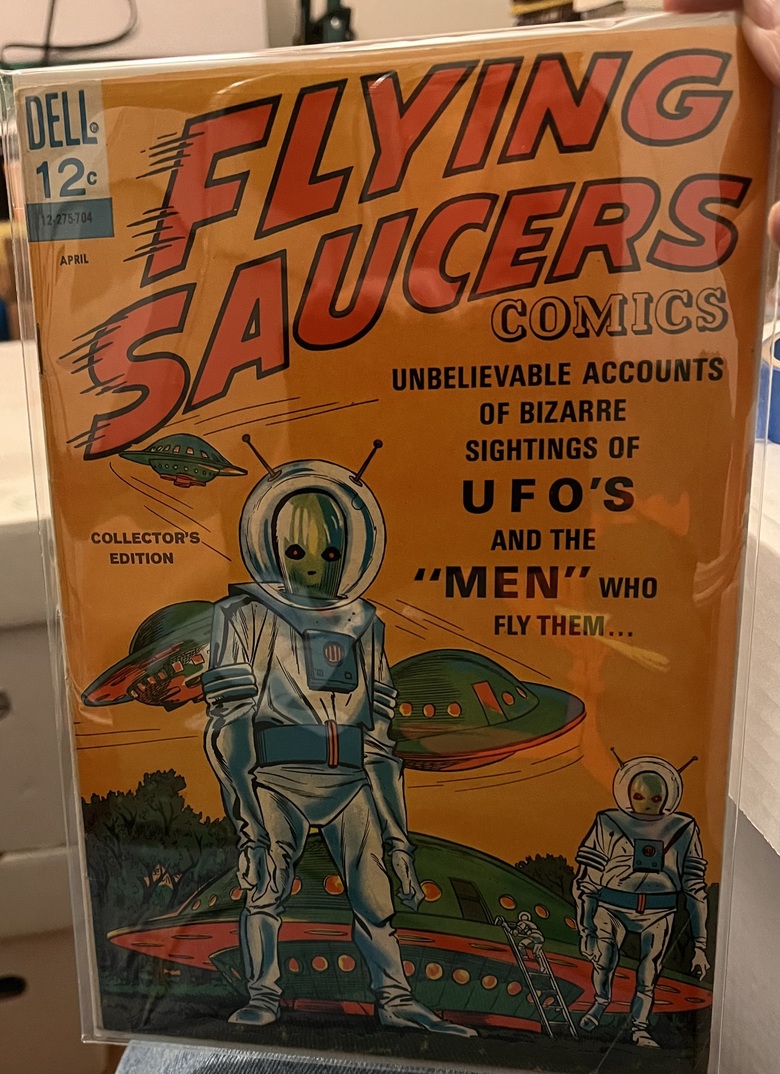 DELL
12c
12-275-704
APRIL
FLYING
SAUCERS
COMICS
UNBELIEVABLE ACCOUNTS
OF BIZARRE
SIGHTINGS OF
UFO'S
AND THE
"MEN" WHO
FLY THEM...
COLLECTOR'S
EDITION